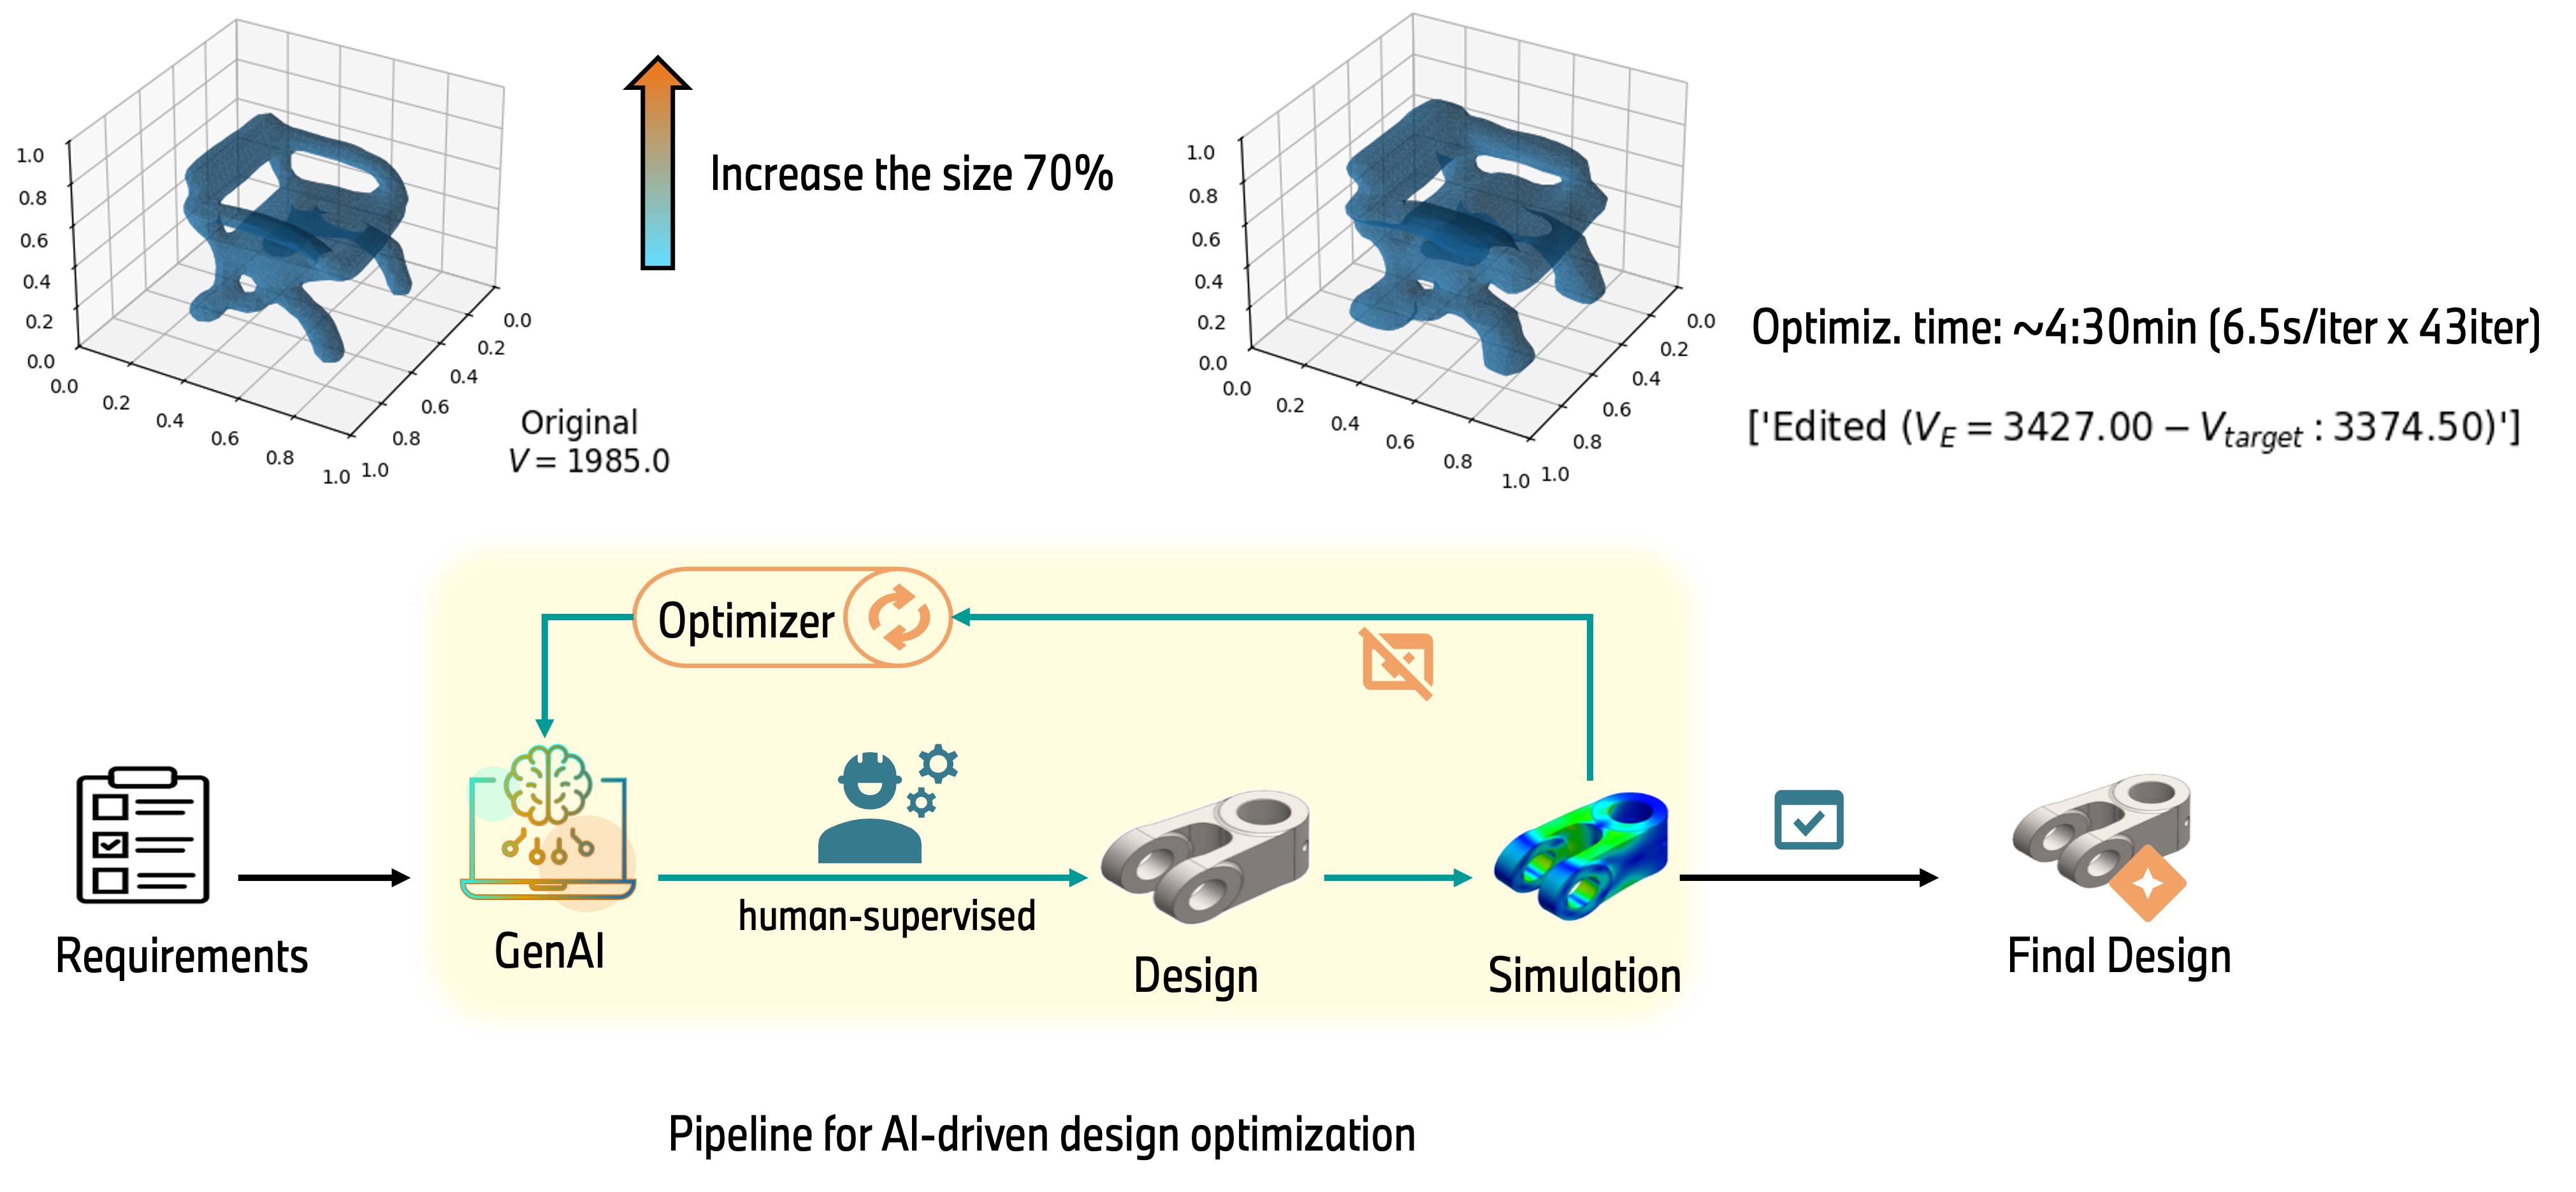 1.0
0.8
0.6
0.4
0.2
0.0
0.0
0.2
0.4
0.6
0.8
1.0
0.0
0.2
0.4
0.6
0.8
1.0
Original
V = 1985.0
Increase the size 70%
1.0
0.8
0.6
0.4
0.2
0.0
0.0
0.2
0.4
0.6
0.8
1.0
0.0
0.2
0.4
0.6
0.8
1.0
Optimiz. time: ~4:30min (6.5s/iter x 43iter)
['Edited (V_E = 3427.00 − V_target : 3374.50)']
Optimizer
Requirements
GenAI
human-supervised
Design
Simulation
Final Design
Pipeline for AI-driven design optimization